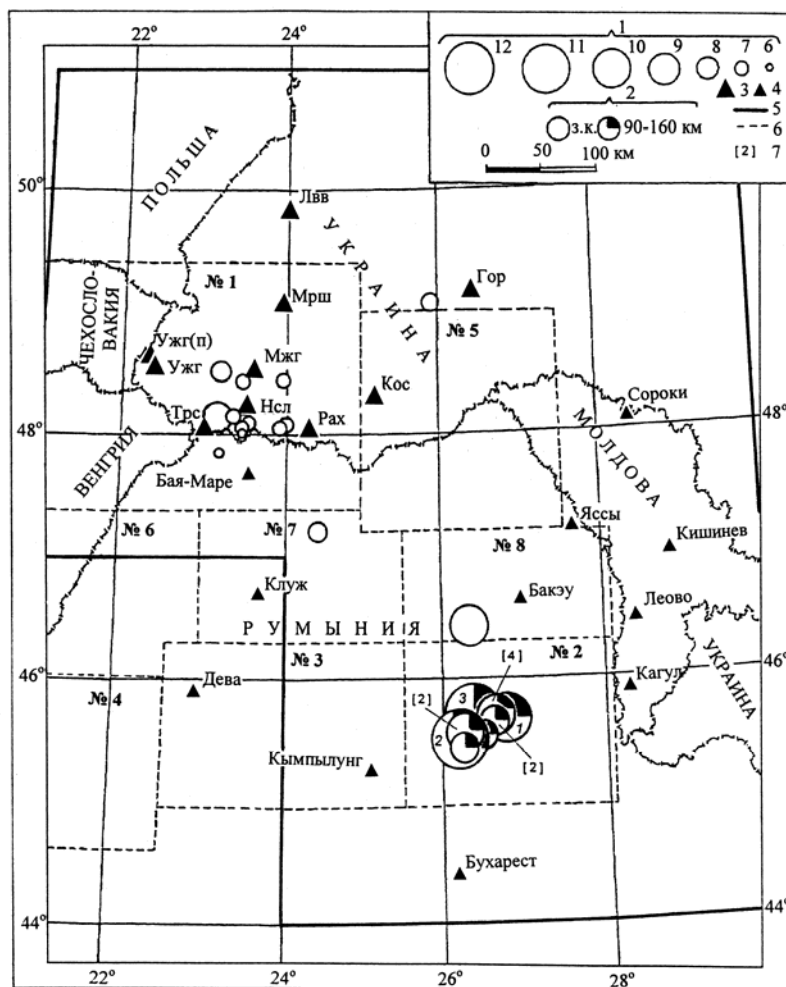 22°
24°
1
12 11 10 9 8 7 6
3 4
2
5
з.к. 90-160 км
6
0 50 100 км
[2] 7
50°
ПОЛЬША
Лвв
УКРАИНА
№ 1
Гор
ЧЕХОСЛО-
ВАКИЯ
Мрш
№ 5
Ужг(п)
Ужг
Мжг
Кос
Сороки
Трс
Нсл
Рах
48°
МОЛДОВА
ВЕНГРИЯ
Бая-Маре
Яссы
Кишинев
№ 6
№ 7
№ 8
Клуж
Бакэу
Леово
РУМЫНИЯ
46°
46°
№ 3
[4]
№ 2
Кагул
УКРАИНА
№ 4
Дева
[2]
3
1
2
[2]
Кымпылунг
Бухарест
44°
44°
22°
24°
26°
28°
48°